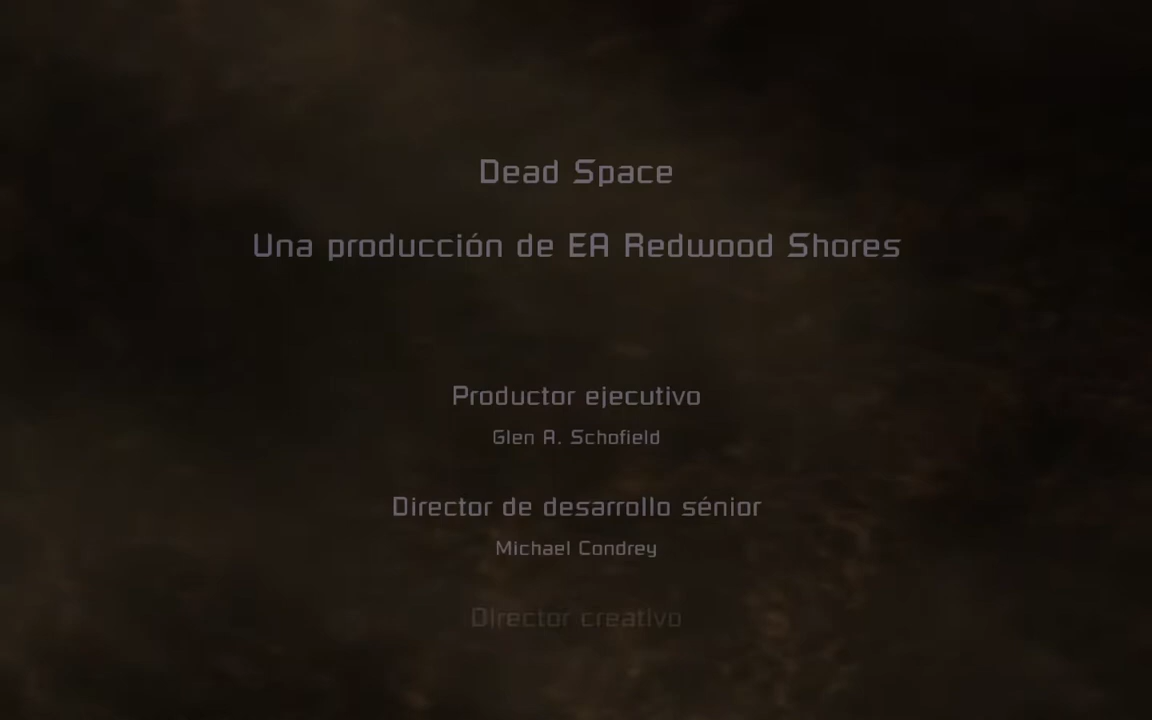 Dead Space
Una producción de EA Redwood Shores
Productor ejecutivo
Glen A. Schofield
Director de desarrollo sénior
Michael Condrey
Director creativo